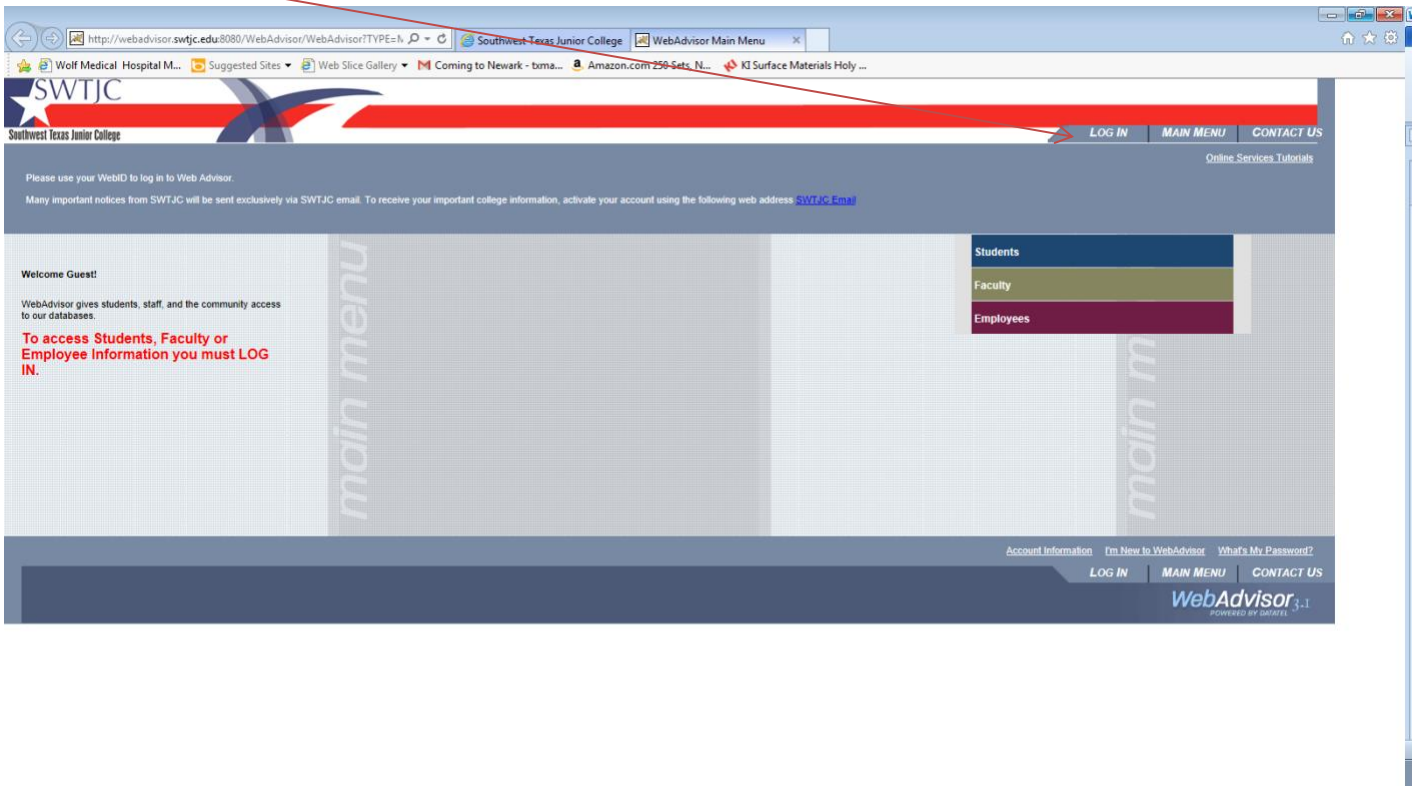 http://webadvisor.swtjc.edu:8080/WebAdvisor/WebAdvisor?TYPE=
Southwest Texas Junior College
WebAdvisor Main Menu
Wolf Medical Hospital M...
Suggested Sites
Web Slice Gallery
Coming to Newark - txma...
Amazon.com 250 Sets, N...
KI Surface Materials Holy ...
SWTJC
Southwest Texas Junior College
LOG IN
MAIN MENU
CONTACT US
Online Services Tutorials
Please use your WebID to log in to Web Advisor.
Many important notices from SWTJC will be sent exclusively via SWTJC email. To receive your important college information, activate your account using the following web address SWTJC Email
Students
Faculty
Employees
Welcome Guest!
WebAdvisor gives students, staff, and the community access
to our databases.
To access Students, Faculty or
Employee Information you must LOG
IN.
main menu
main m
Account Information
I'm New to WebAdvisor
What's My Password?
LOG IN
MAIN MENU
CONTACT US
WebAdvisor 3.1
POWERED BY DATATEL